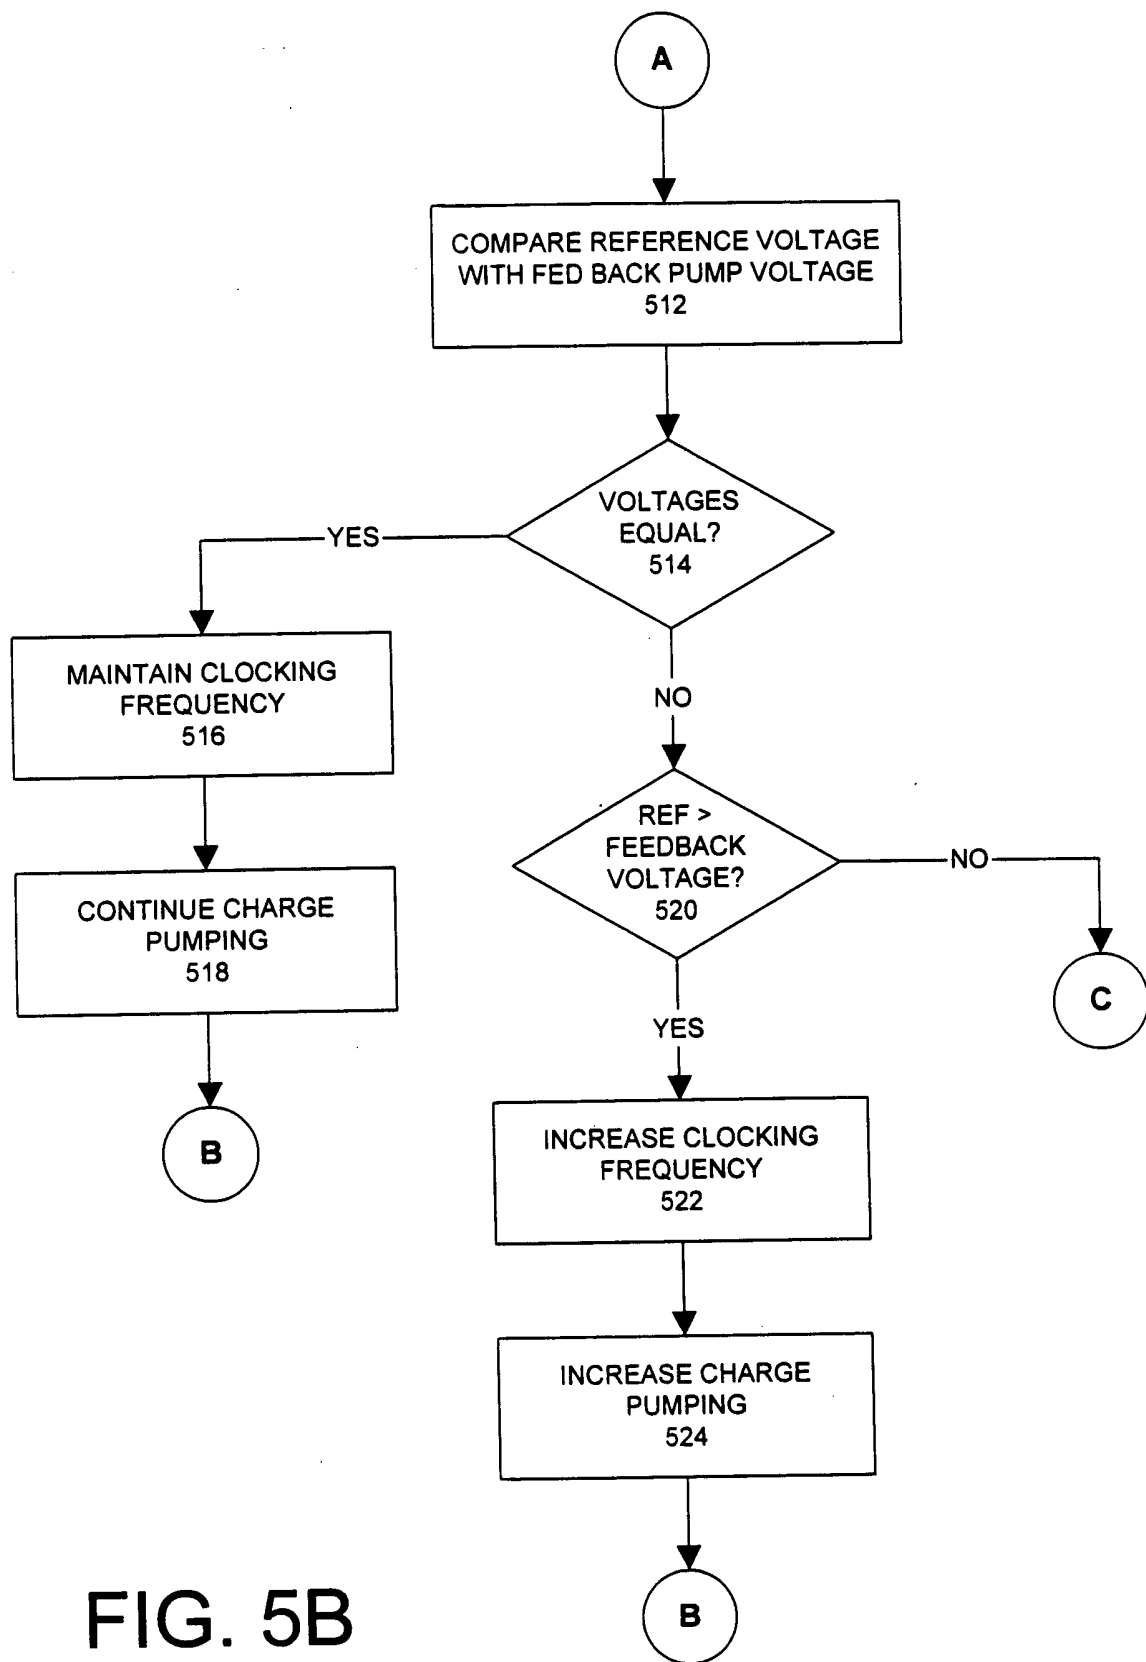 A
COMPARE REFERENCE VOLTAGE
WITH FED BACK PUMP VOLTAGE
512
VOLTAGES
EQUAL?
514
YES
NO
MAINTAIN CLOCKING
FREQUENCY
516
REF >
FEEDBACK
VOLTAGE?
520
NO
C
CONTINUE CHARGE
PUMPING
518
YES
B
INCREASE CLOCKING
FREQUENCY
522
INCREASE CHARGE
PUMPING
524
B
FIG. 5B